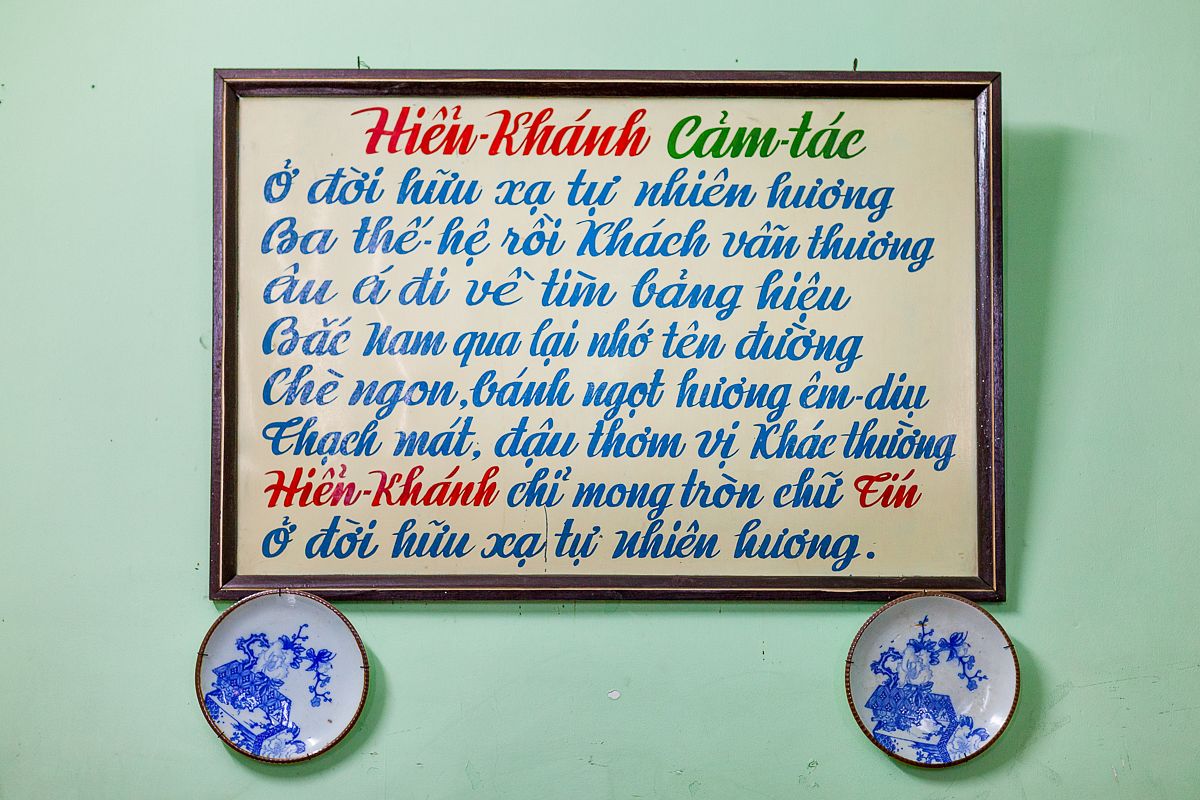 Hiển-Khánh Cảm-tác
Ở đời hữu xạ tự nhiên hương
Ba thế-hệ rồi Khách vẫn thương
âu á đi về tìm bảng hiệu
Bắc Nam qua lại nhớ tên đường
Chè ngon, bánh ngọt hương êm-dịu
Thạch mát, đậu thơm vị Khác thường
Hiển-Khánh chỉ mong tròn chữ Tín
Ở đời hữu xạ tự nhiên hương.